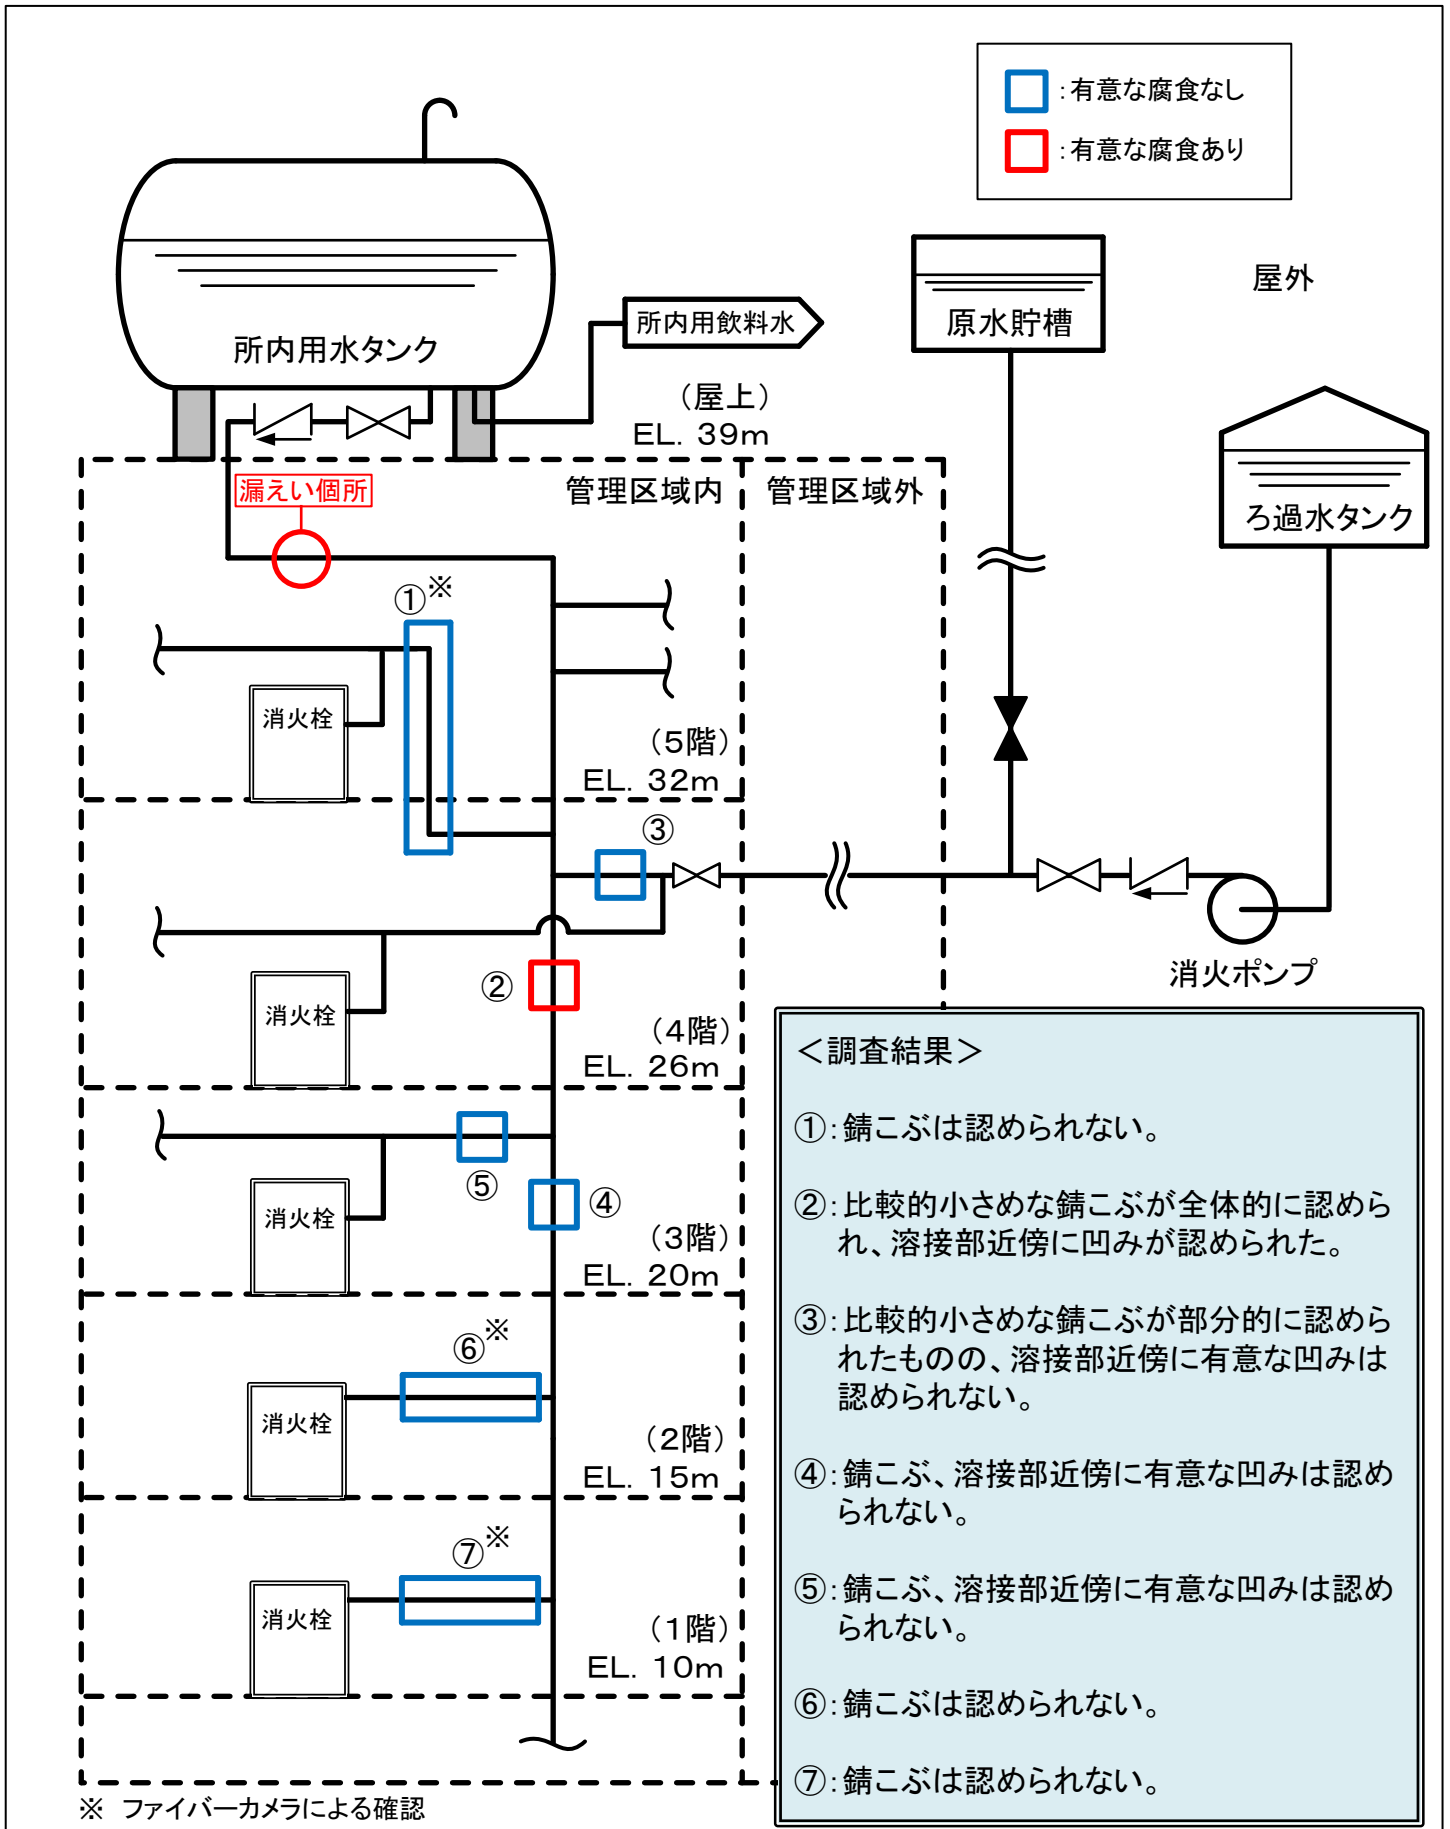 ：有意な腐食なし
：有意な腐食あり
屋外
原水貯槽
所内用飲料水
所内用水タンク
（屋上）
EL. 39m
ろ過水タンク
漏えい個所
管理区域内
管理区域外
①※
消火栓
（5階）
EL. 32m
③
消火ポンプ
②
消火栓
（4階）
EL. 26m
⑤
④
消火栓
（3階）
EL. 20m
⑥※
消火栓
（2階）
EL. 15m
⑦※
消火栓
（1階）
EL. 10m
※ ファイバーカメラによる確認
＜調査結果＞
①：錆こぶは認められない。
②：比較的小さめな錆こぶが全体的に認めら
れ、溶接部近傍に凹みが認められた。
③：比較的小さめな錆こぶが部分的に認めら
れたものの、溶接部近傍に有意な凹みは
認められない。
④：錆こぶ、溶接部近傍に有意な凹みは認め
られない。
⑤：錆こぶ、溶接部近傍に有意な凹みは認め
られない。
⑥：錆こぶは認められない。
⑦：錆こぶは認められない。